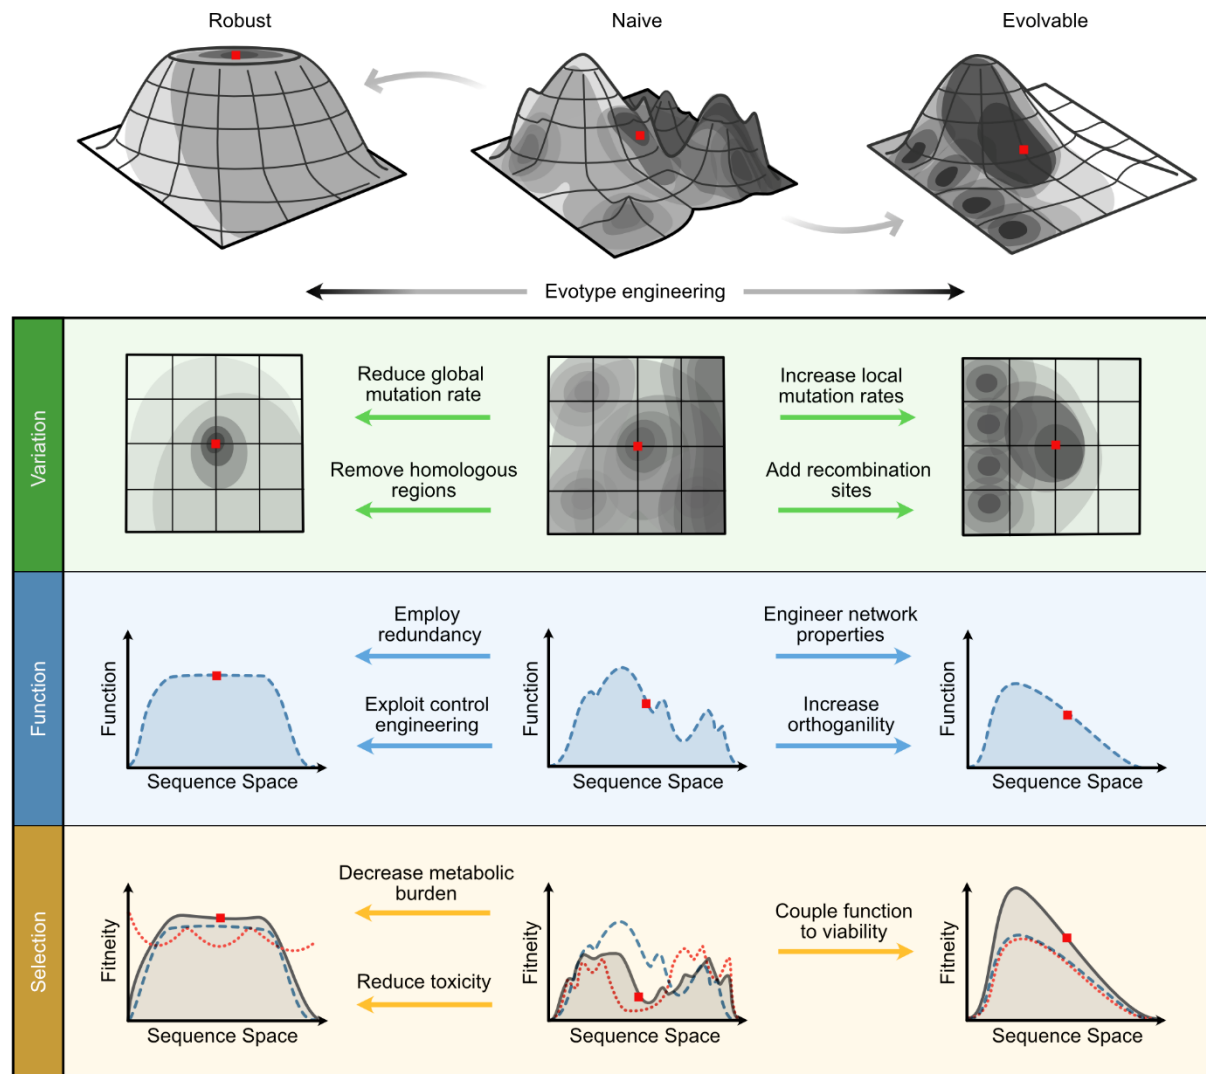 Robust
Naive
Evolvable
Evotype engineering
Variation
Reduce global
mutation rate
Remove homologous
regions
Increase local
mutation rates
Add recombination
sites
Function
Function
Sequence Space
Employ
redundancy
Exploit control
engineering
Function
Sequence Space
Engineer network
properties
Increase
orthoganility
Function
Sequence Space
Selection
Fitneity
Sequence Space
Decrease metabolic
burden
Reduce toxicity
Fitneity
Sequence Space
Couple function
to viability
Fitneity
Sequence Space